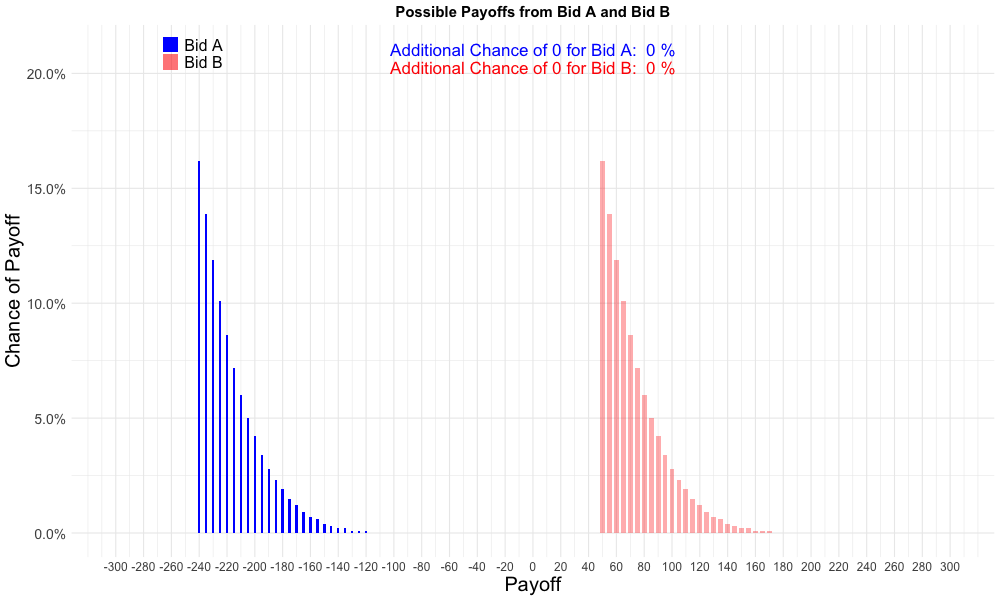 Possible Payoffs from Bid A and Bid B
Bid A
Bid B
Additional Chance of 0 for Bid A:  0 %
Additional Chance of 0 for Bid B:  0 %
Chance of Payoff
20.0%
15.0%
10.0%
5.0%
0.0%
-300 -280 -260 -240 -220 -200 -180 -160 -140 -120 -100 -80 -60 -40 -20 0 20 40 60 80 100 120 140 160 180 200 220 240 260 280 300
Payoff